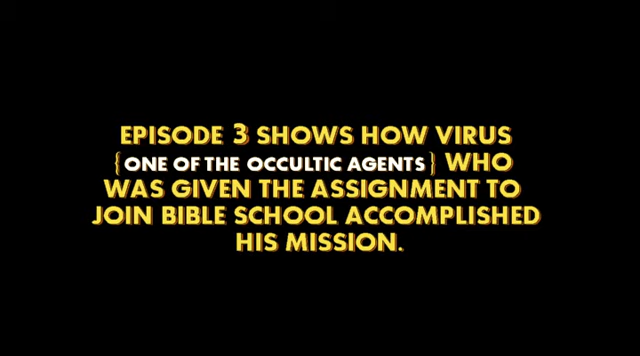 EPISODE 3 SHOWS HOW VIRUS
{ONE OF THE OCCULTIC AGENTS} WHO
WAS GIVEN THE ASSIGNMENT TO
JOIN BIBLE SCHOOL ACCOMPLISHED
HIS MISSION.